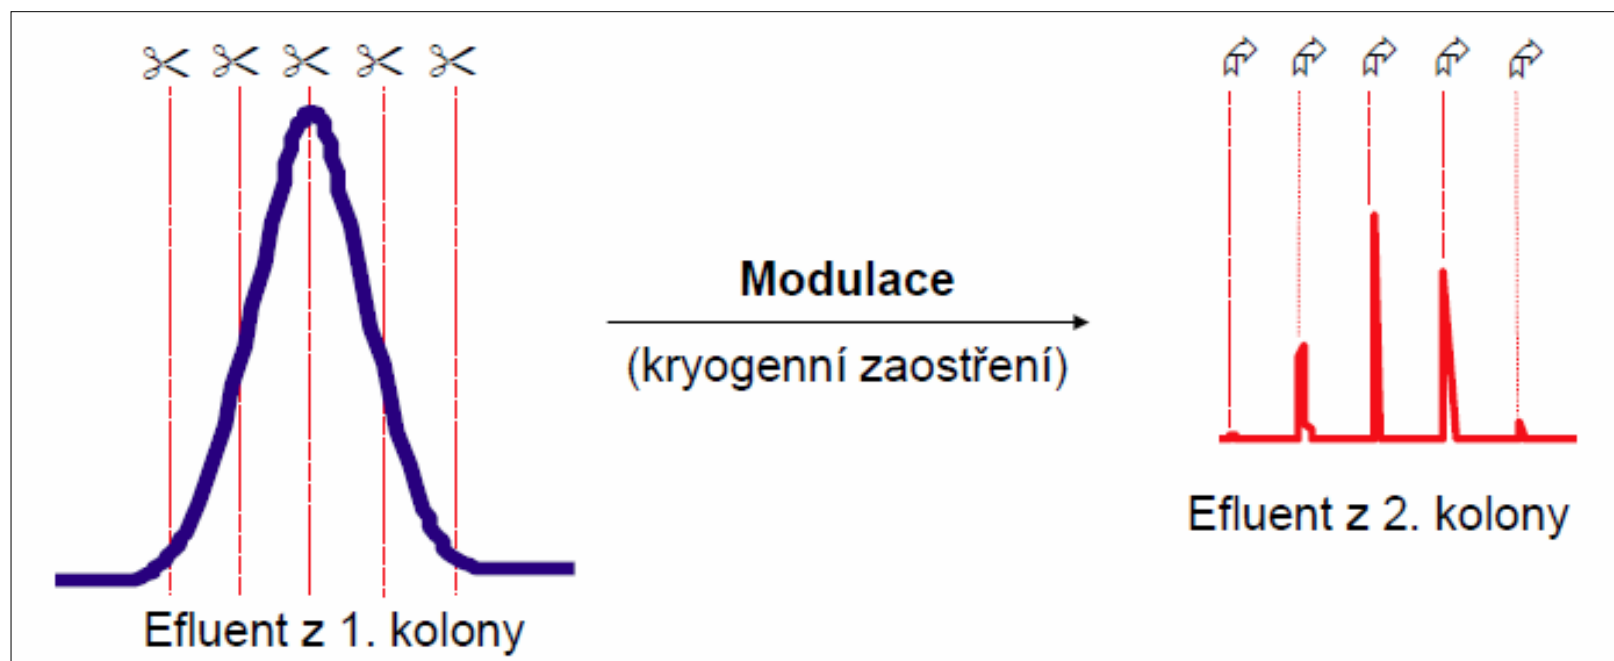 Modulace
(kryogenní zaostření)
Efluent z 1. kolony
Efluent z 2. kolony